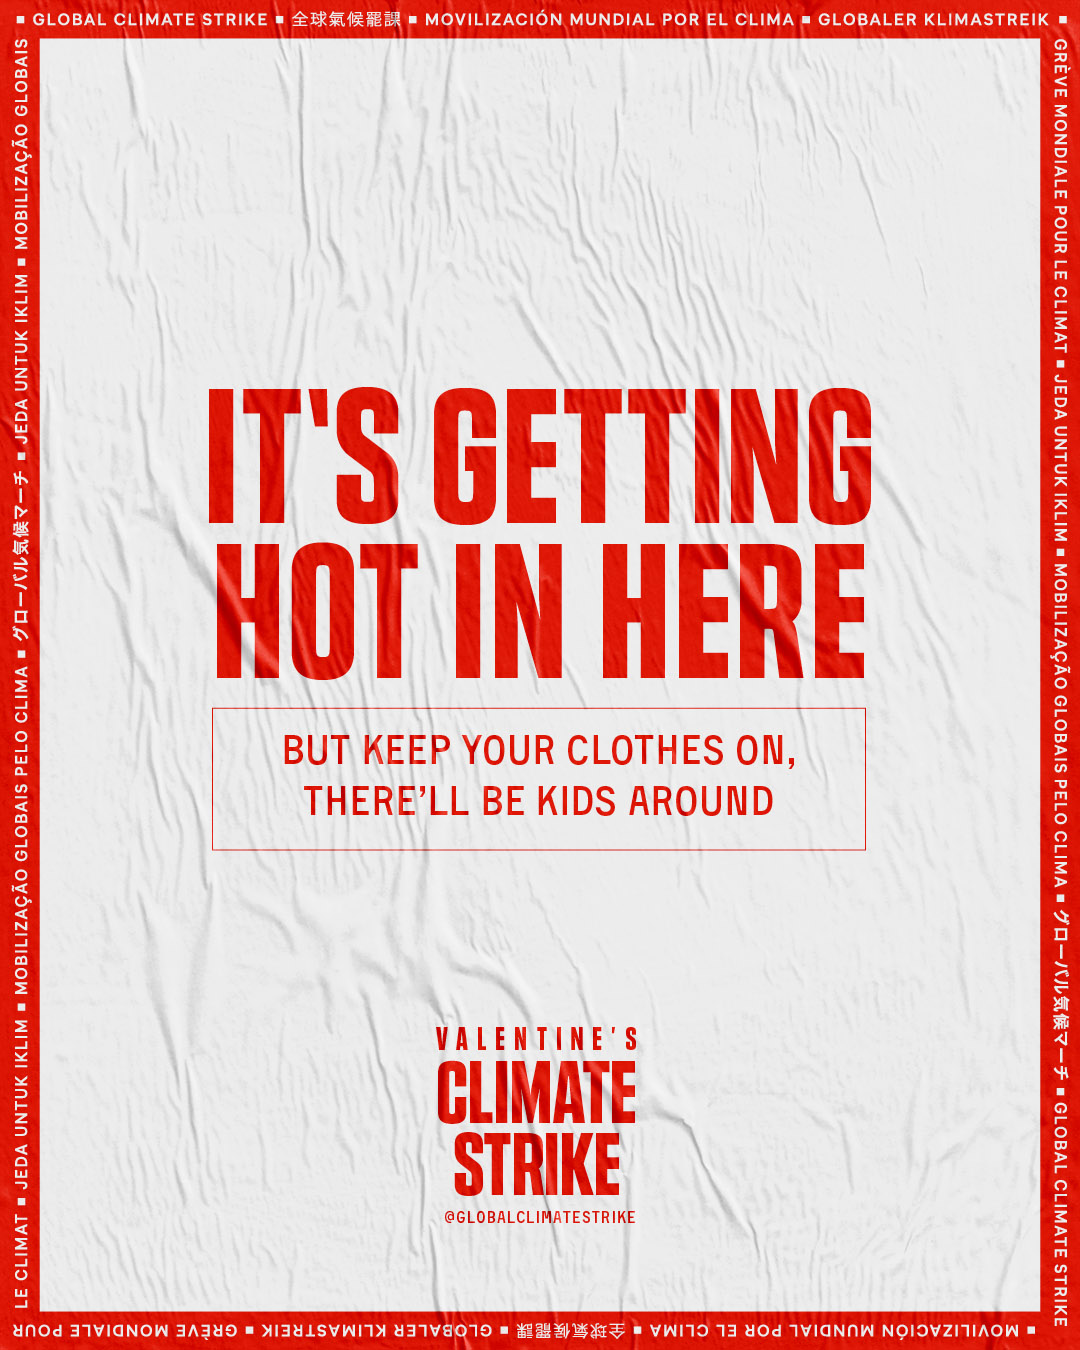 ■ GLOBAL CLIMATE STRIKE ■ 全球氣候罷課 ■ MOVILIZACIÓN MUNDIAL POR EL CLIMA ■ GLOBALER KLIMASTREIK ■
GRÈVE MONDIALE POUR LE CLIMAT ■ JEDA UNTUK IKLIM ■ MOBILIZAÇÃO GLOBAIS PELO CLIMA ■ グローバル気候マーチ ■ GLOBAL CLIMATE STRIKE
■ MOVILIZACIÓN MUNDIAL POR EL CLIMA ■ 全球氣候罷課 ■ GLOBALER KLIMASTREIK ■ GRÈVE MONDIALE POUR
LE CLIMAT ■ JEDA UNTUK IKLIM ■ MOBILIZAÇÃO GLOBAIS PELO CLIMA ■ グローバル気候マーチ ■ JEDA UNTUK IKLIM ■ MOBILIZAÇÃO GLOBAIS
IT'S GETTING
HOT IN HERE
BUT KEEP YOUR CLOTHES ON,
THERE'LL BE KIDS AROUND
VALENTINE'S
CLIMATE
STRIKE
@GLOBALCLIMATESTRIKE